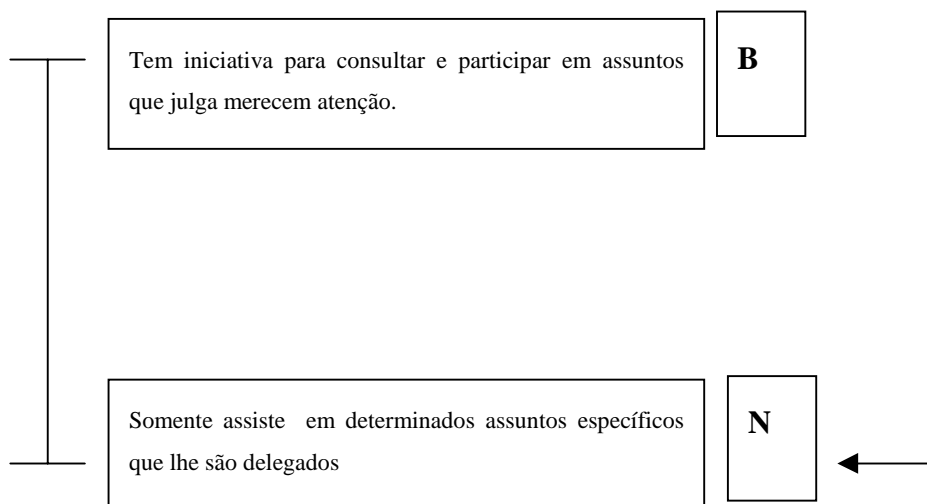 Tem iniciativa para consultar e participar em assuntos
que julga merecem atenção.
B
Somente assiste em determinados assuntos específicos
que lhe são delegados
N